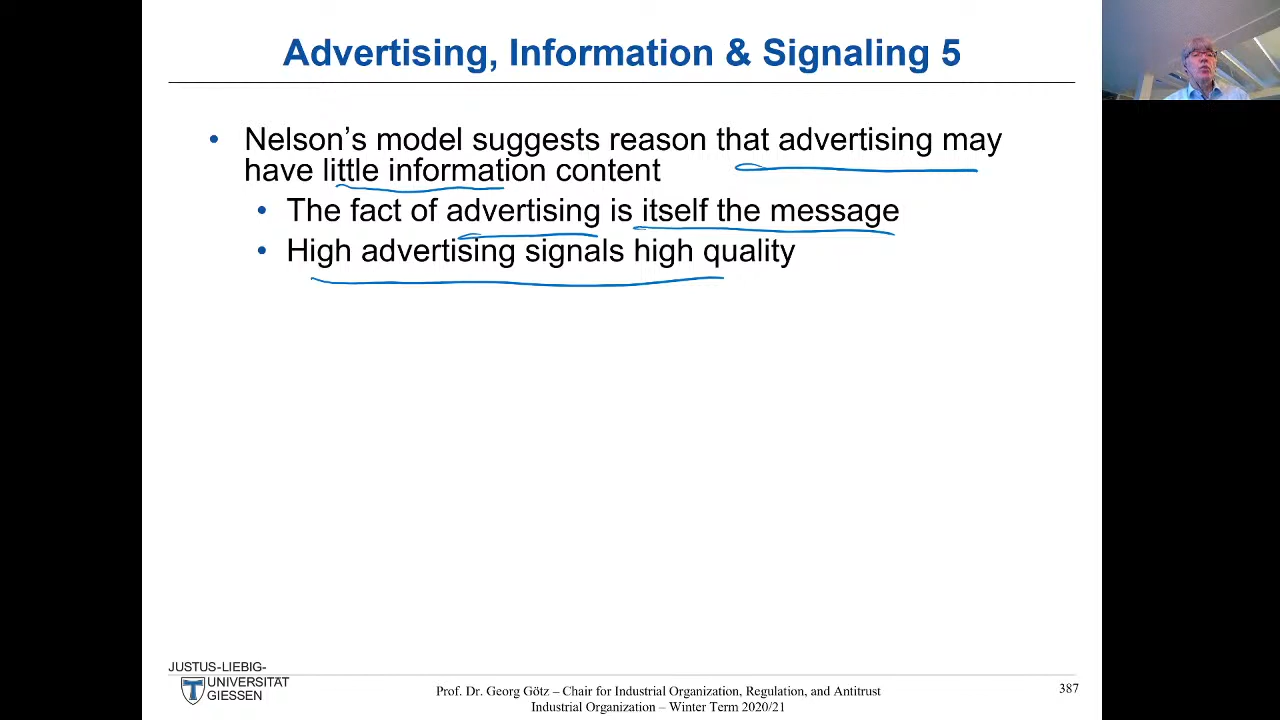 Advertising, Information & Signaling 5
• Nelson’s model suggests reason that advertising may
have little information content
• The fact of advertising is itself the message
• High advertising signals high quality
JUSTUS-LIEBIG-
UNIVERSITÄT
GIESSEN
Prof. Dr. Georg Götz – Chair for Industrial Organization, Regulation, and Antitrust
Industrial Organization – Winter Term 2020/21
387